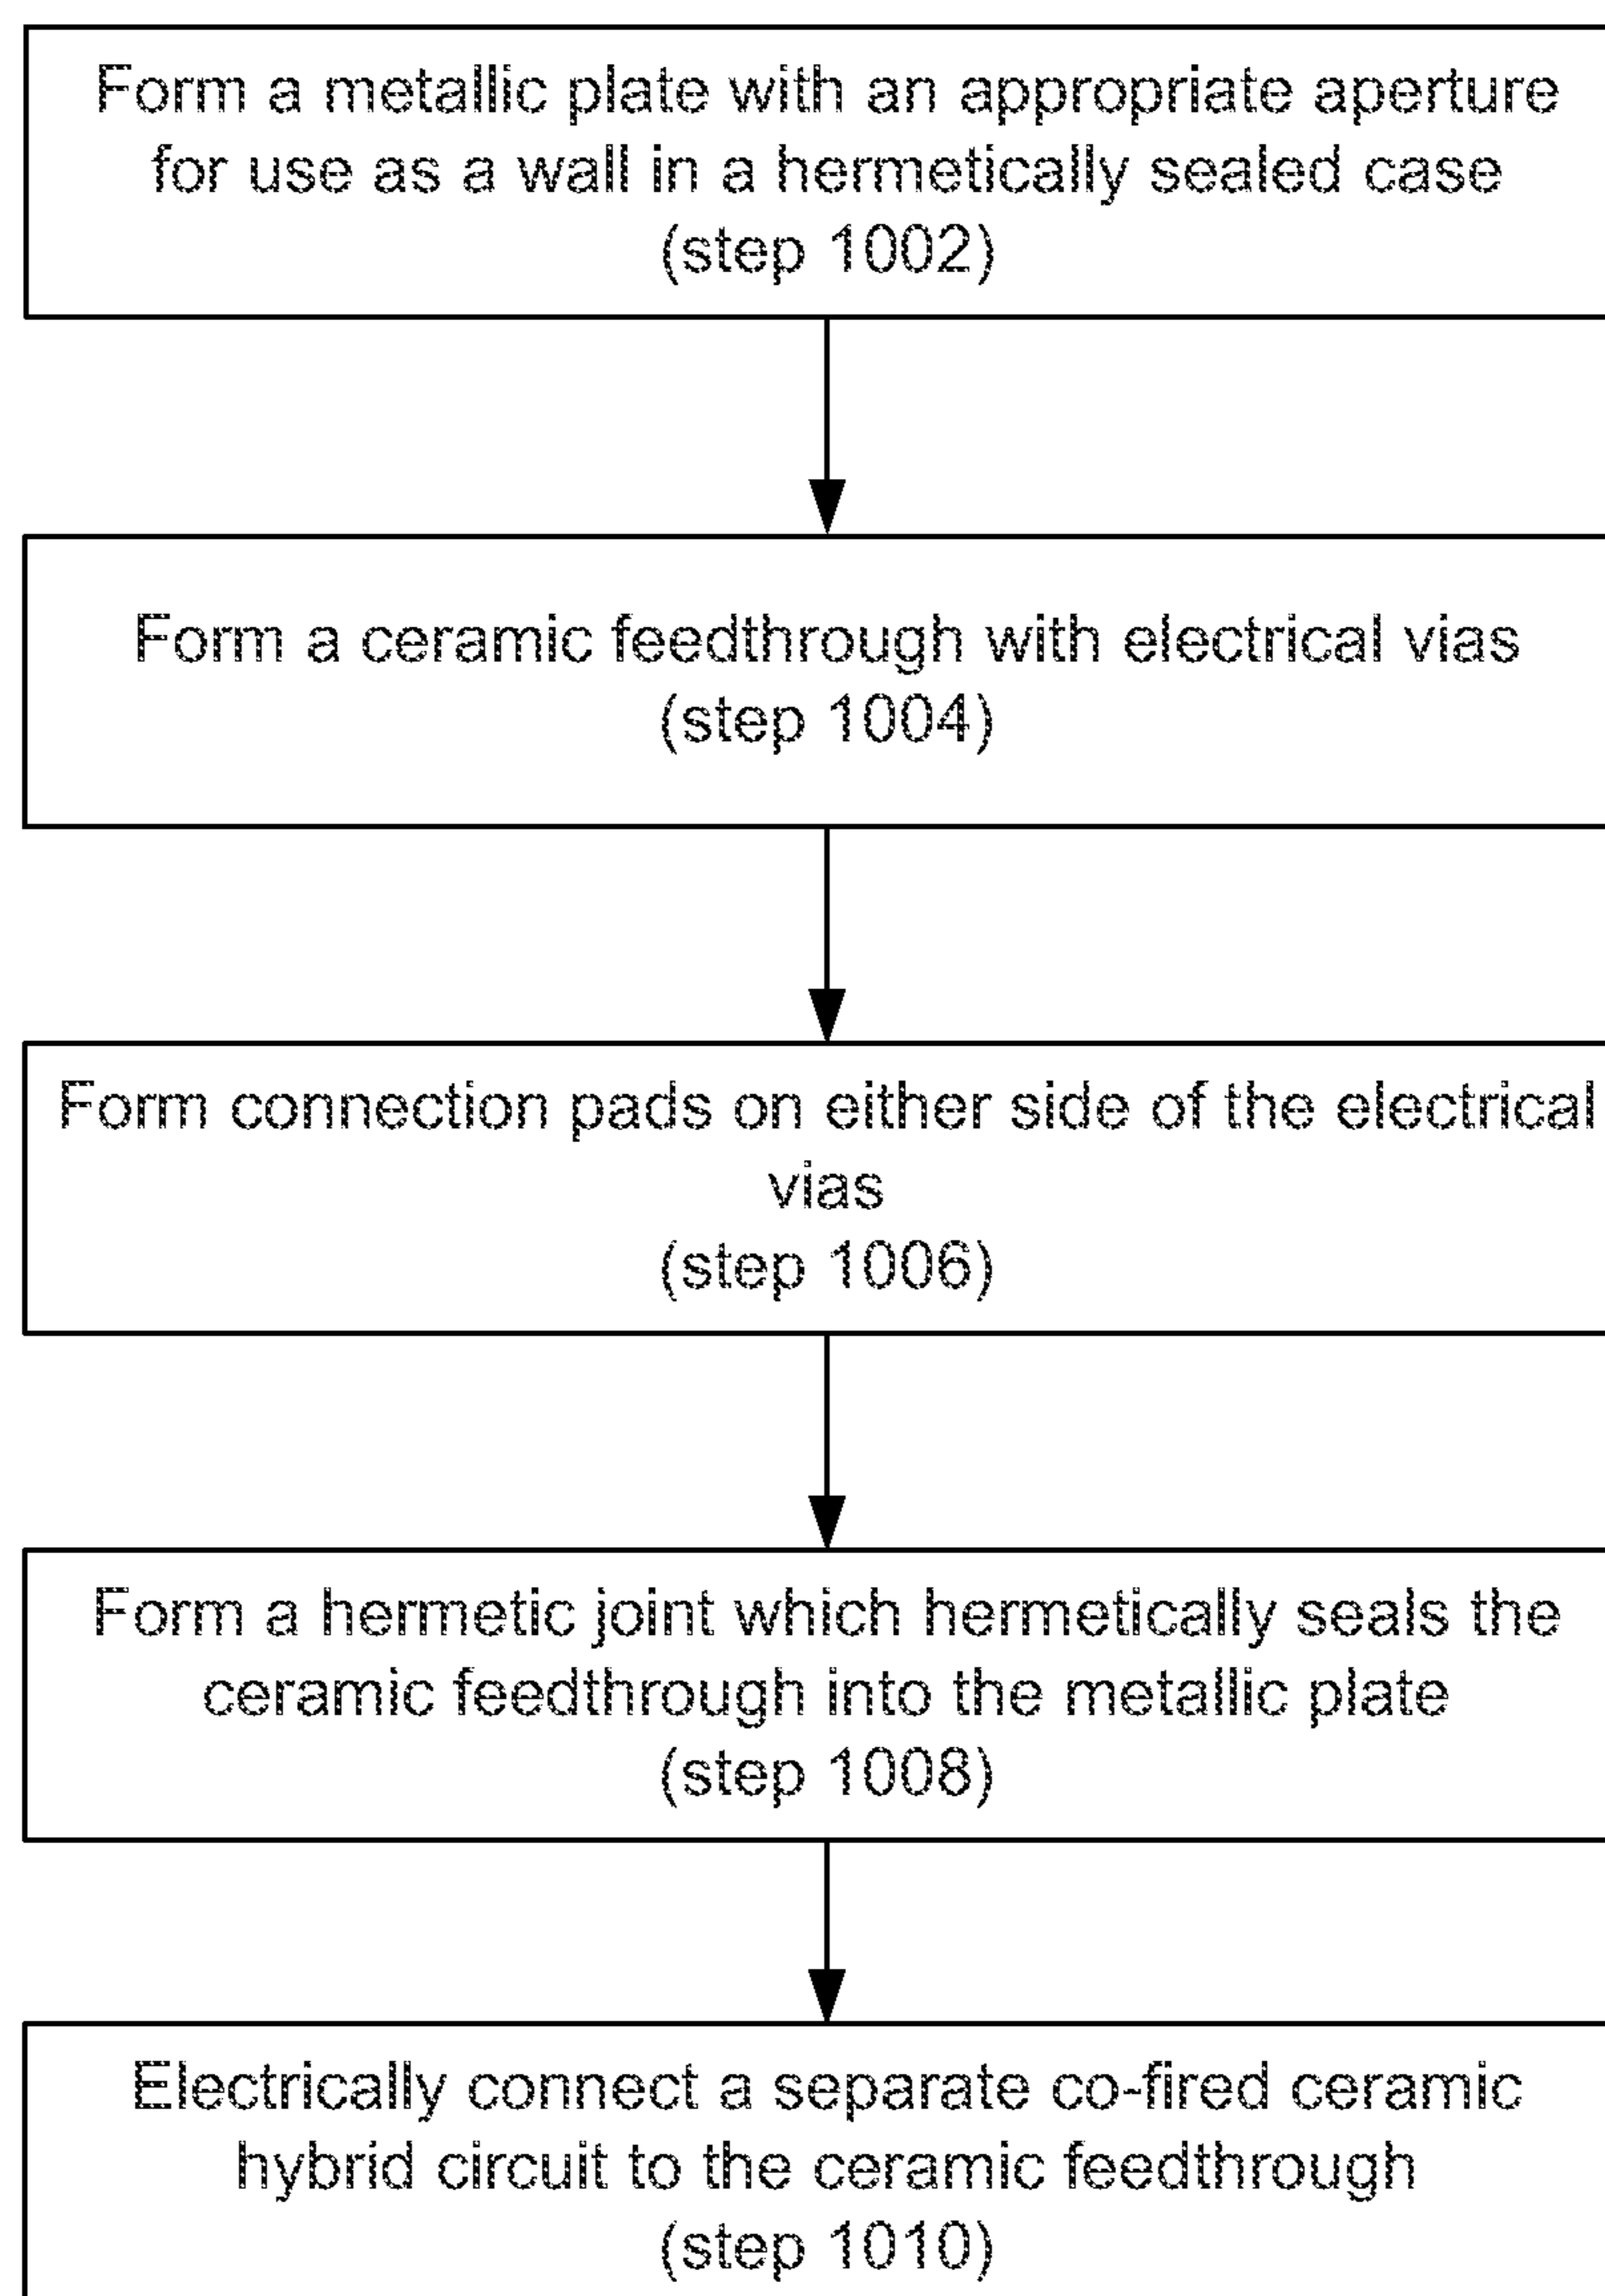 Form a metallic plate with an appropriate aperture
for use as a wall in a hermetically sealed case
(step 1002)
Form a ceramic feedthrough with electrical vias
(step 1004)
Form connection pads on either side of the electrical
vias
(step 1006)
Form a hermetic joint which hermetically seals the
ceramic feedthrough into the metallic plate
(step 1008)
Electrically connect a separate co-fired ceramic
hybrid circuit to the ceramic feedthrough
(step 1010)